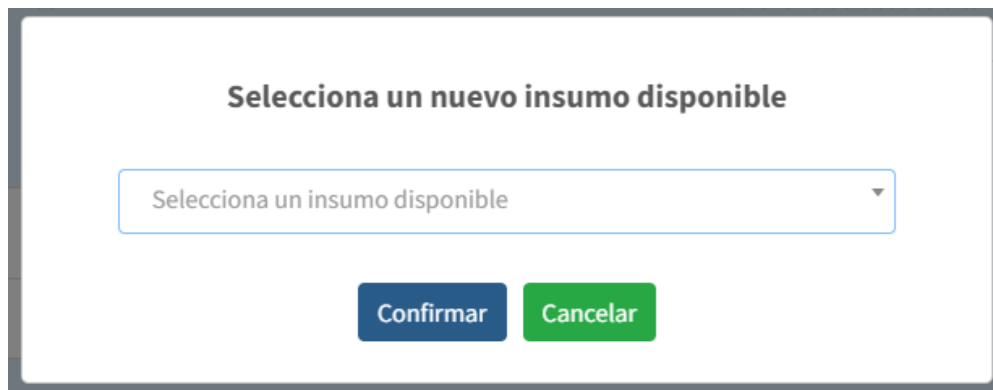 Selecciona un nuevo insumo disponible
Selecciona un insumo disponible
Confirmar Cancelar